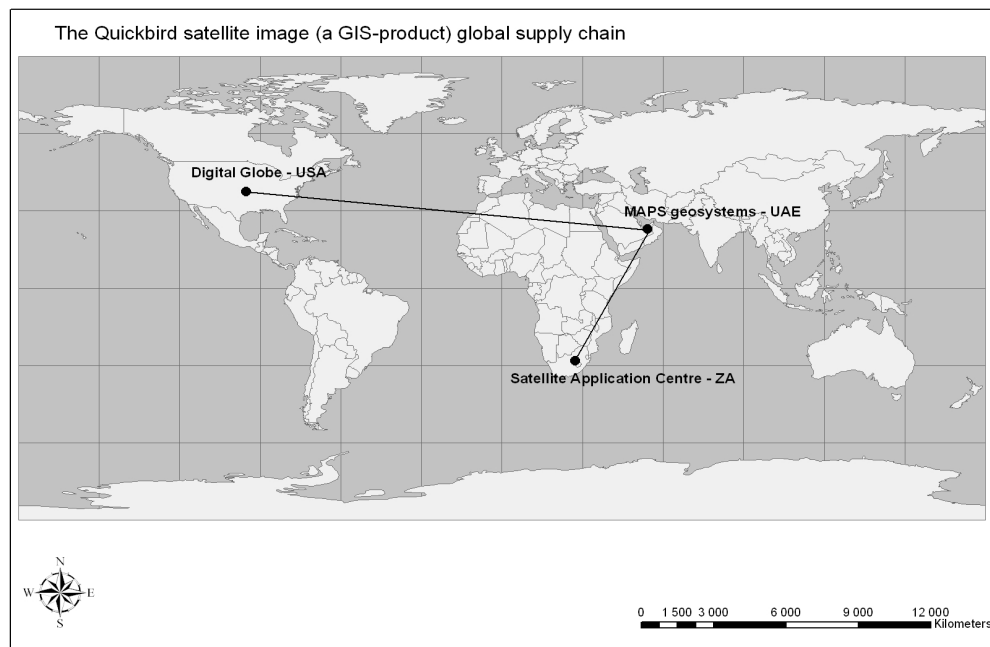 The Quickbird satellite image (a GIS-product) global supply chain
Digital Globe - USA
MAPS geosystems - UAE
Satellite Application Centre - ZA
N
W E
S
0 1 500 3 000 6 000 9 000 12 000
Kilometers